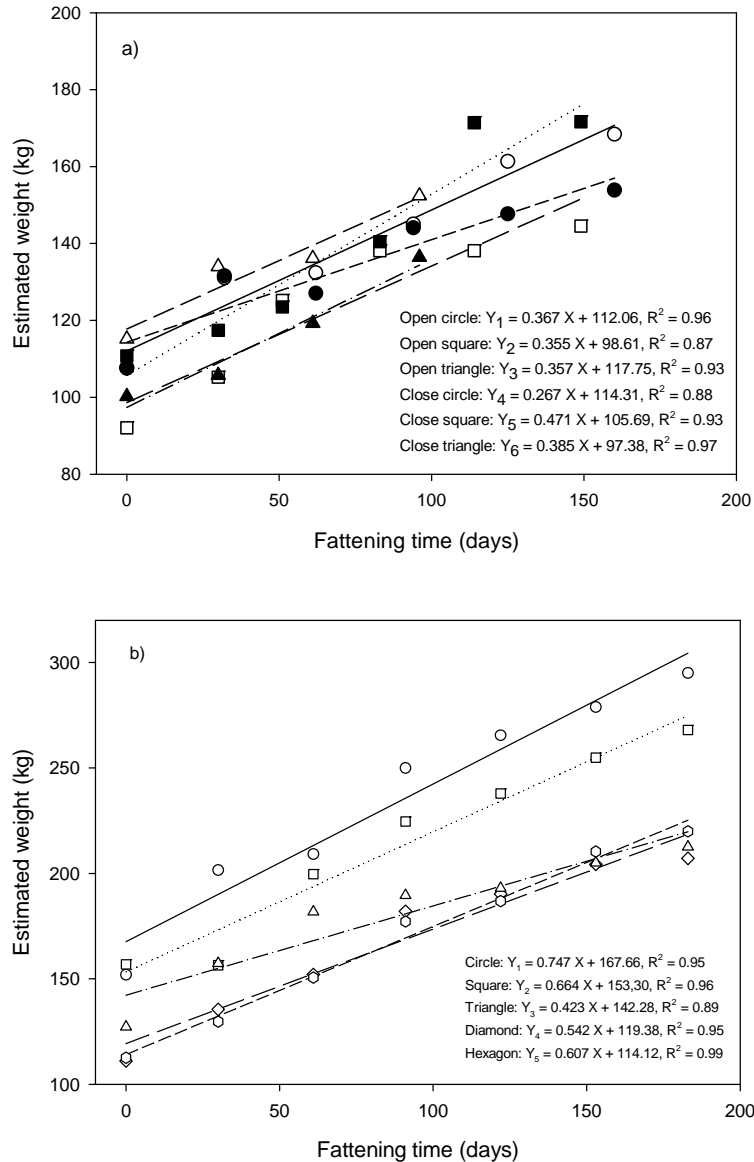 a)
200
180
160
140
120
100
80
Estimated weight (kg)
Open circle: Y1 = 0.367 X + 112.06, R² = 0.96
Open square: Y2 = 0.355 X + 98.61, R² = 0.87
Open triangle: Y3 = 0.357 X + 117.75, R² = 0.93
Close circle: Y4 = 0.267 X + 114.31, R² = 0.88
Close square: Y5 = 0.471 X + 105.69, R² = 0.93
Close triangle: Y6 = 0.385 X + 97.38, R² = 0.97
0 50 100 150 200
Fattening time (days)
b)
300
250
200
150
100
Estimated weight (kg)
Circle: Y1 = 0.747 X + 167.66, R² = 0.95
Square: Y2 = 0.664 X + 153,30, R² = 0.96
Triangle: Y3 = 0.423 X + 142.28, R² = 0.89
Diamond: Y4 = 0.542 X + 119.38, R² = 0.95
Hexagon: Y5 = 0.607 X + 114.12, R² = 0.99
0 50 100 150 200
Fattening time (days)